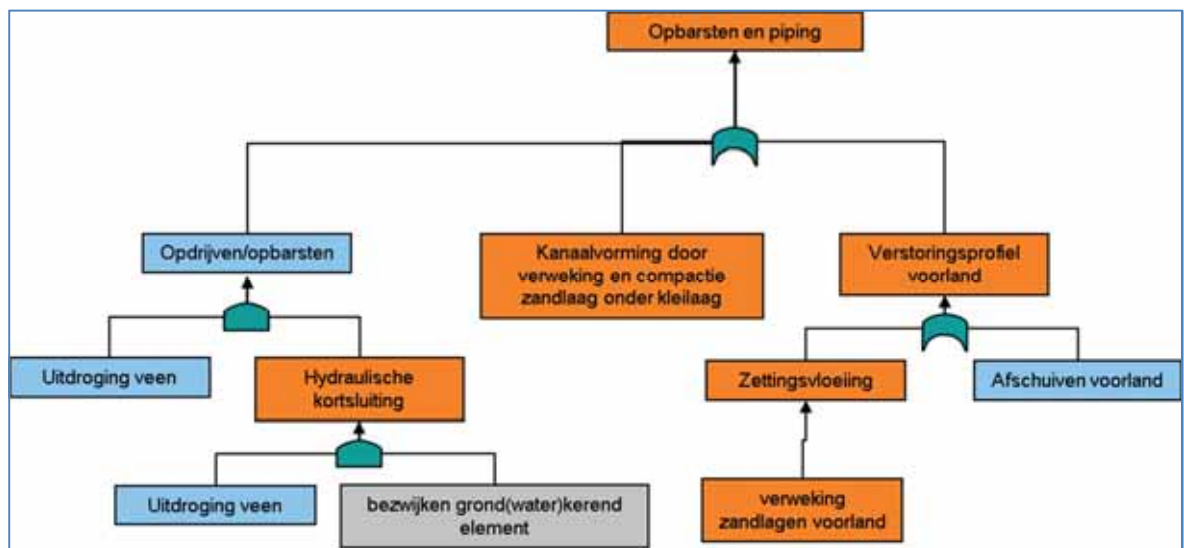 Opbarsten en piping
Opdrijven/opbarsten
Kanaalvorming door
verweking en compactie
zandlaag onder kleilaag
Verstoringsprofiel
voorland
Uitdroging veen
Hydraulische
kortsluiting
Zettingsvloeiing
Afschuiven voorland
Uitdroging veen
bezwijken grond(water)kerend
element
verweking
zandlagen voorland